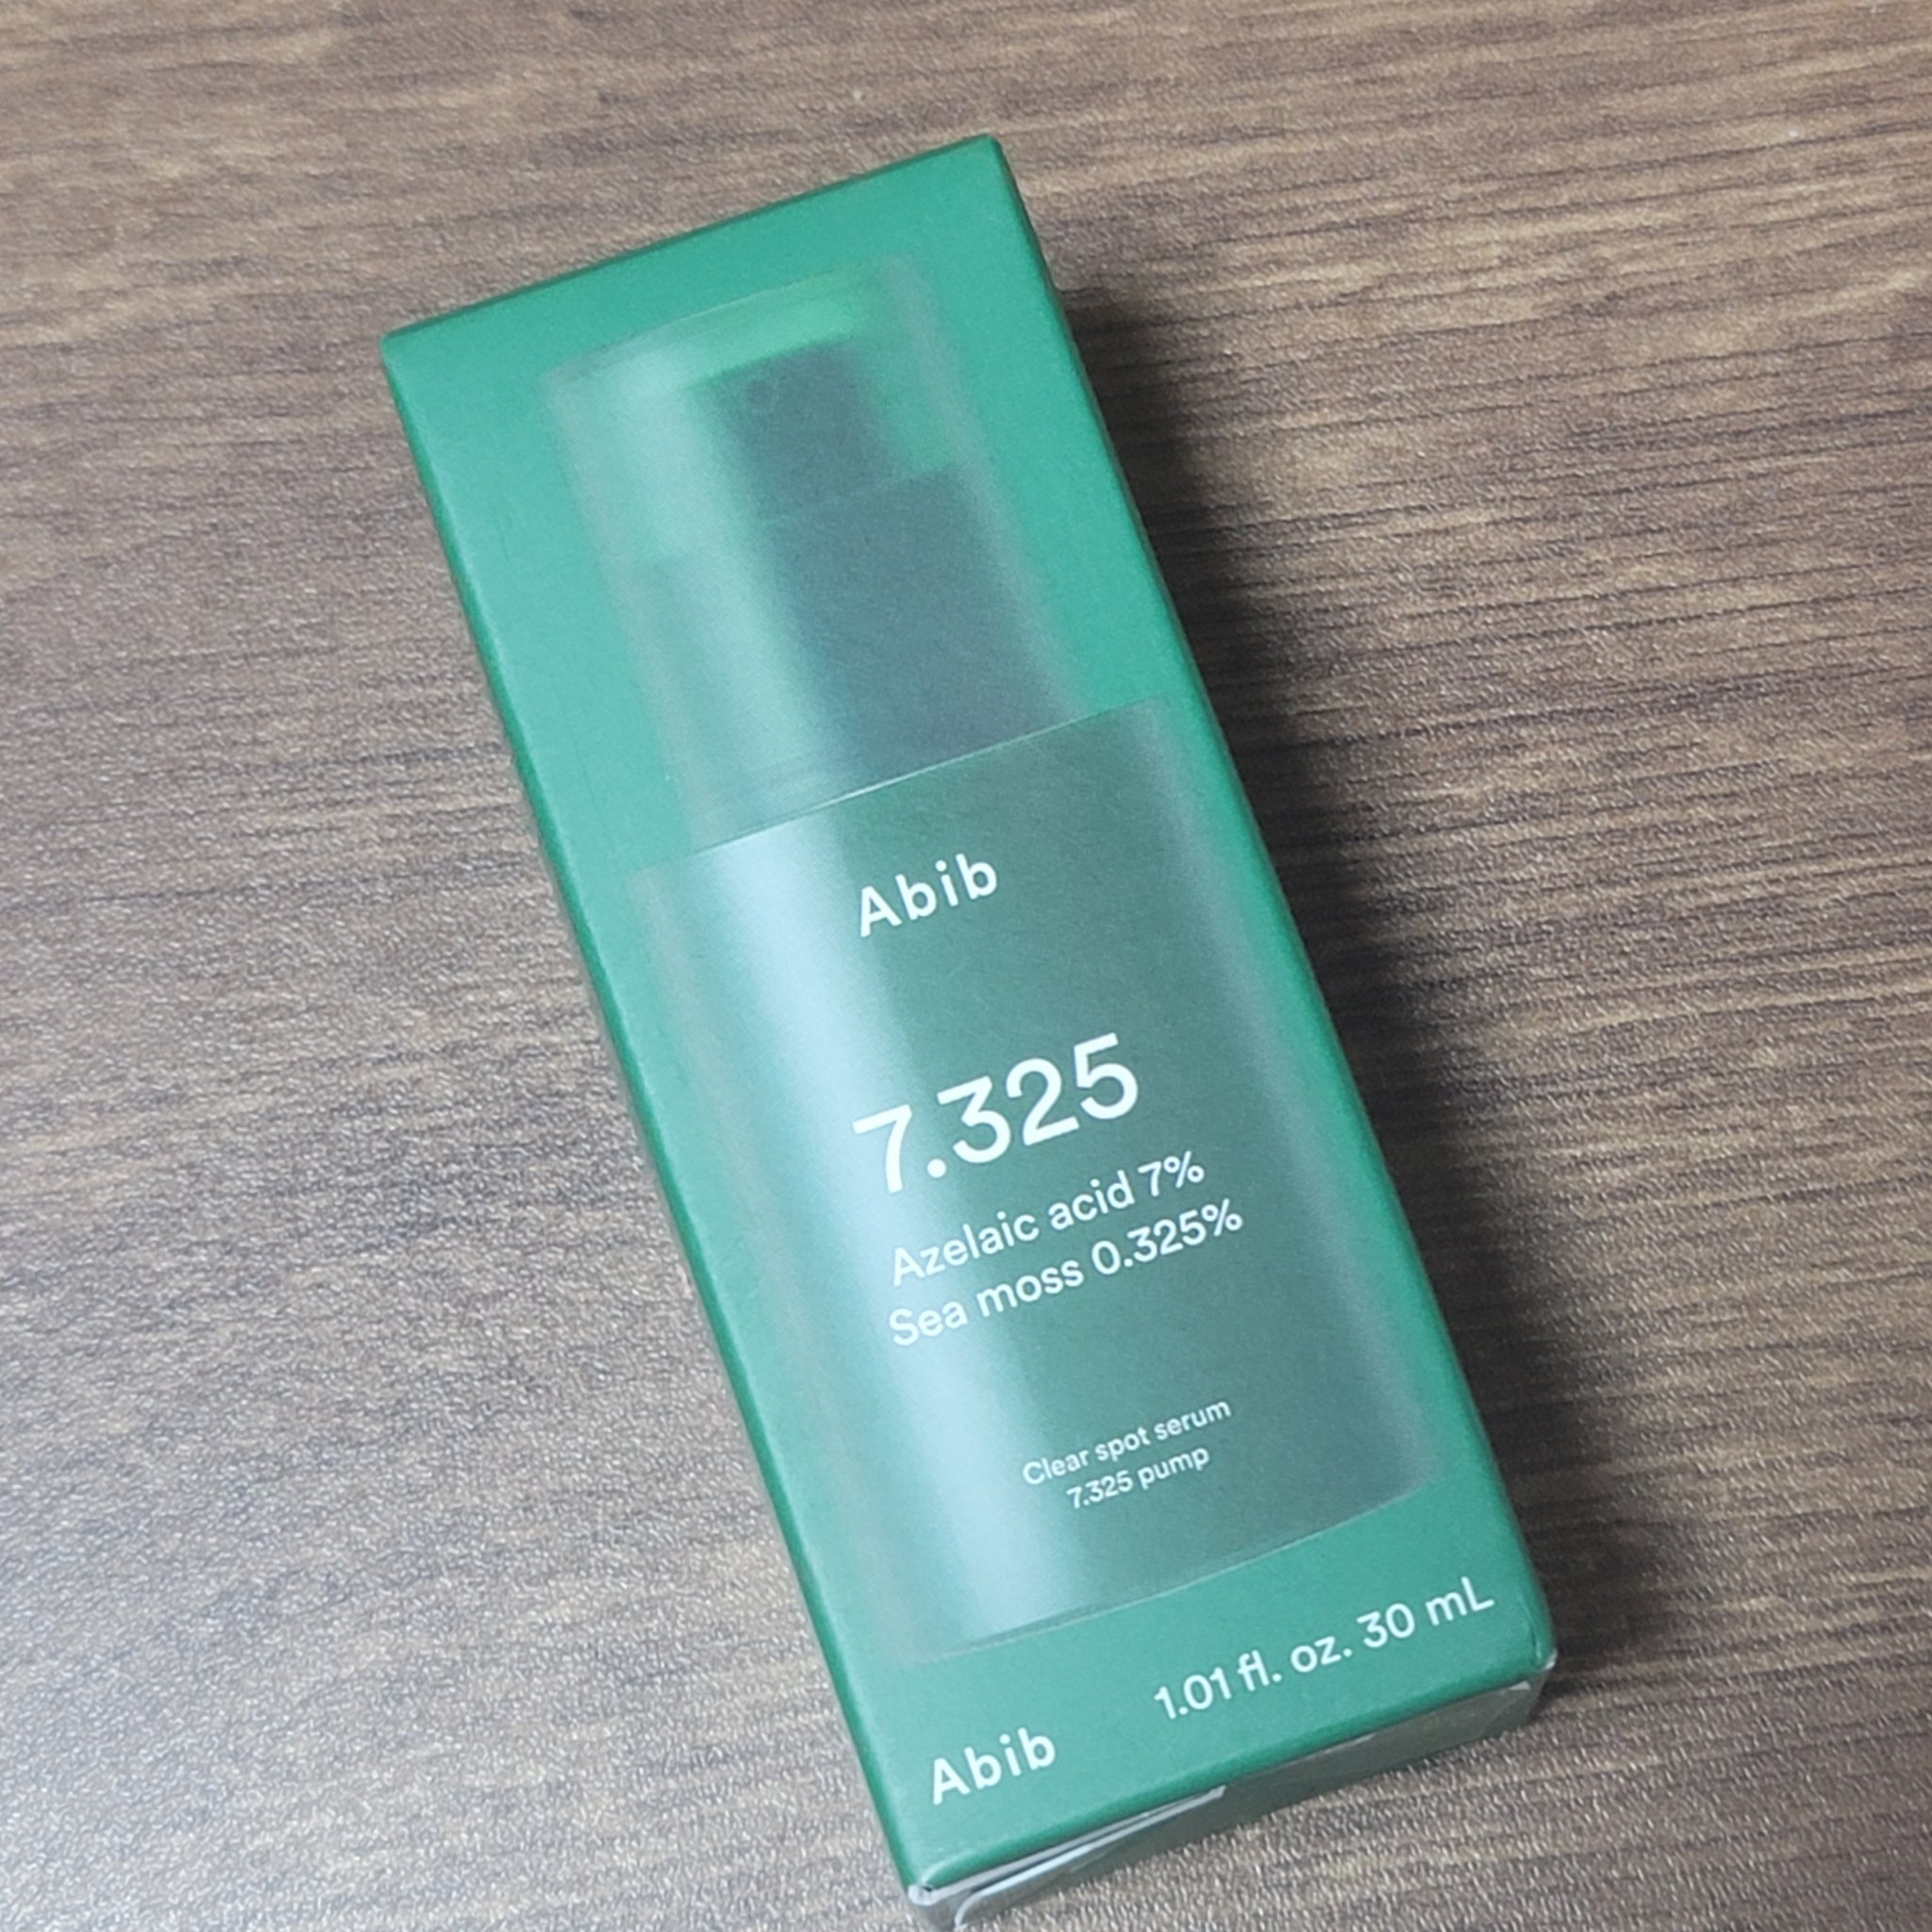 Abib
7.325
Azelaic acid 7%
Sea moss 0.325%
Clear spot serum
7.325 pump
Abib
1.01 fl. oz. 30 mL